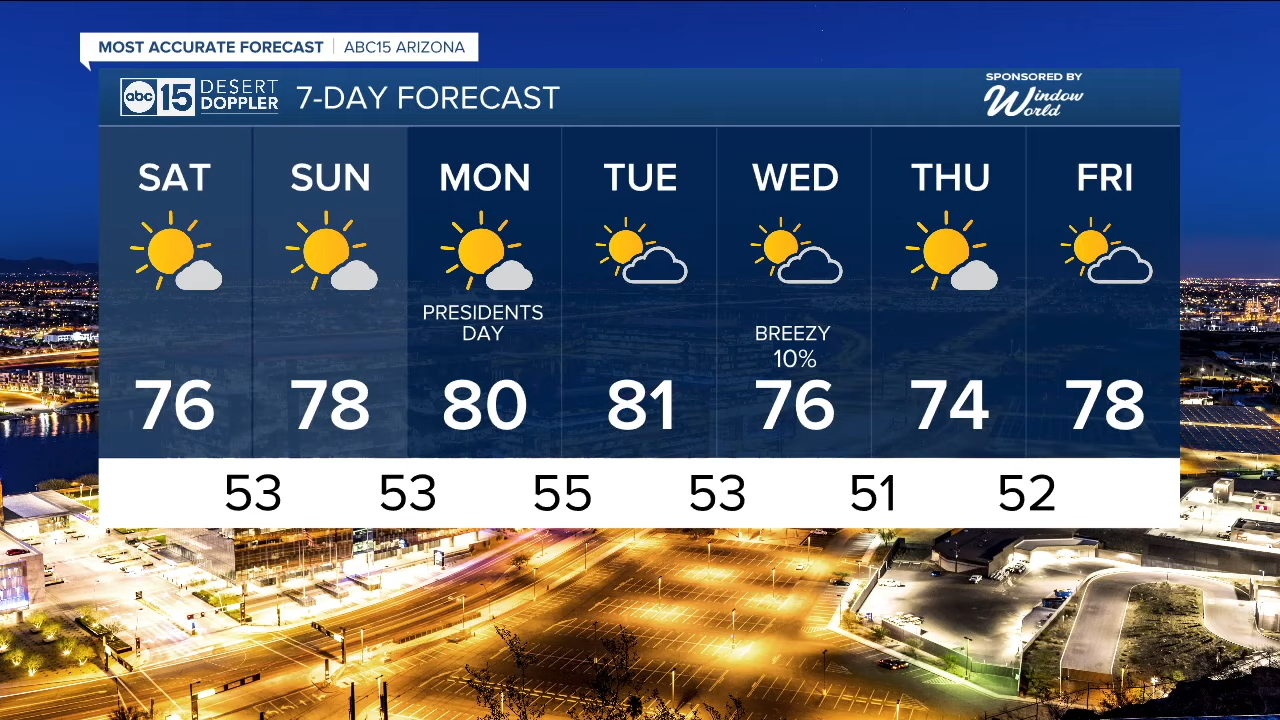 MOST ACCURATE FORECAST | ABC15 ARIZONA
abc 15 DESERT DOPPLER 7-DAY FORECAST
SPONSORED BY
Window World
SAT SUN MON TUE WED THU FRI
PRESIDENTS
DAY
BREEZY
10%
76 78 80 81 76 74 78
53 53 55 53 51 52